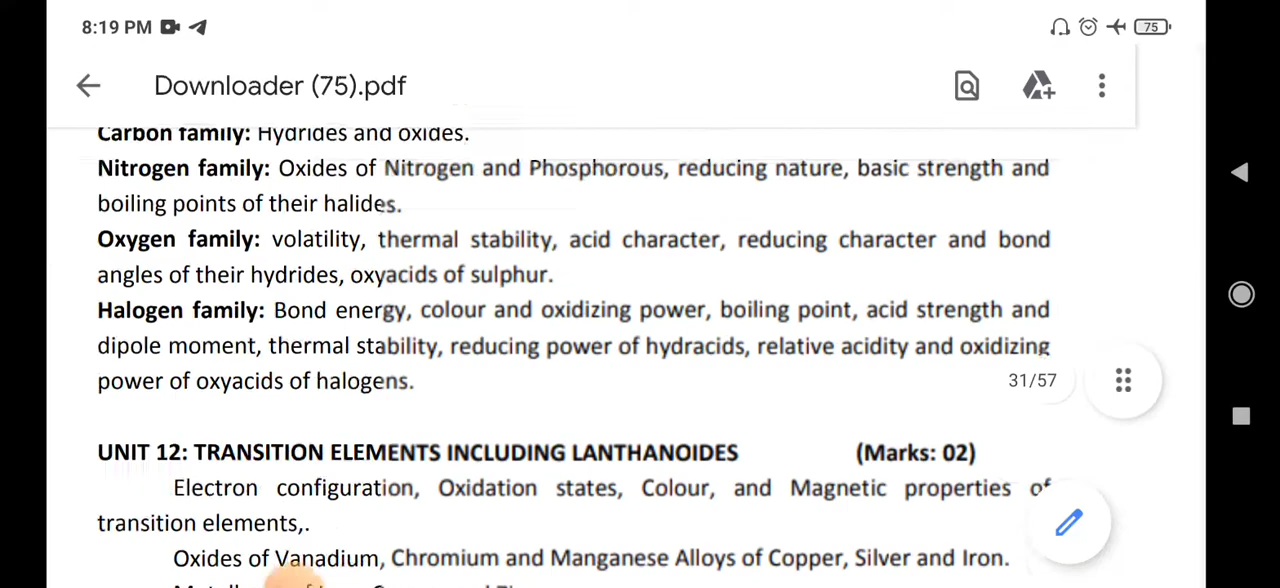 8:19 PM
75
Downloader (75).pdf
Carbon family: Hydrides and oxides.
Nitrogen family: Oxides of Nitrogen and Phosphorous, reducing nature, basic strength and
boiling points of their halides.
Oxygen family: volatility, thermal stability, acid character, reducing character and bond
angles of their hydrides, oxyacids of sulphur.
Halogen family: Bond energy, colour and oxidizing power, boiling point, acid strength and
dipole moment, thermal stability, reducing power of hydracids, relative acidity and oxidizing
power of oxyacids of halogens.
31/57
UNIT 12: TRANSITION ELEMENTS INCLUDING LANTHANOIDES (Marks: 02)
Electron configuration, Oxidation states, Colour, and Magnetic properties of
transition elements,.
Oxides of Vanadium, Chromium and Manganese Alloys of Copper, Silver and Iron.